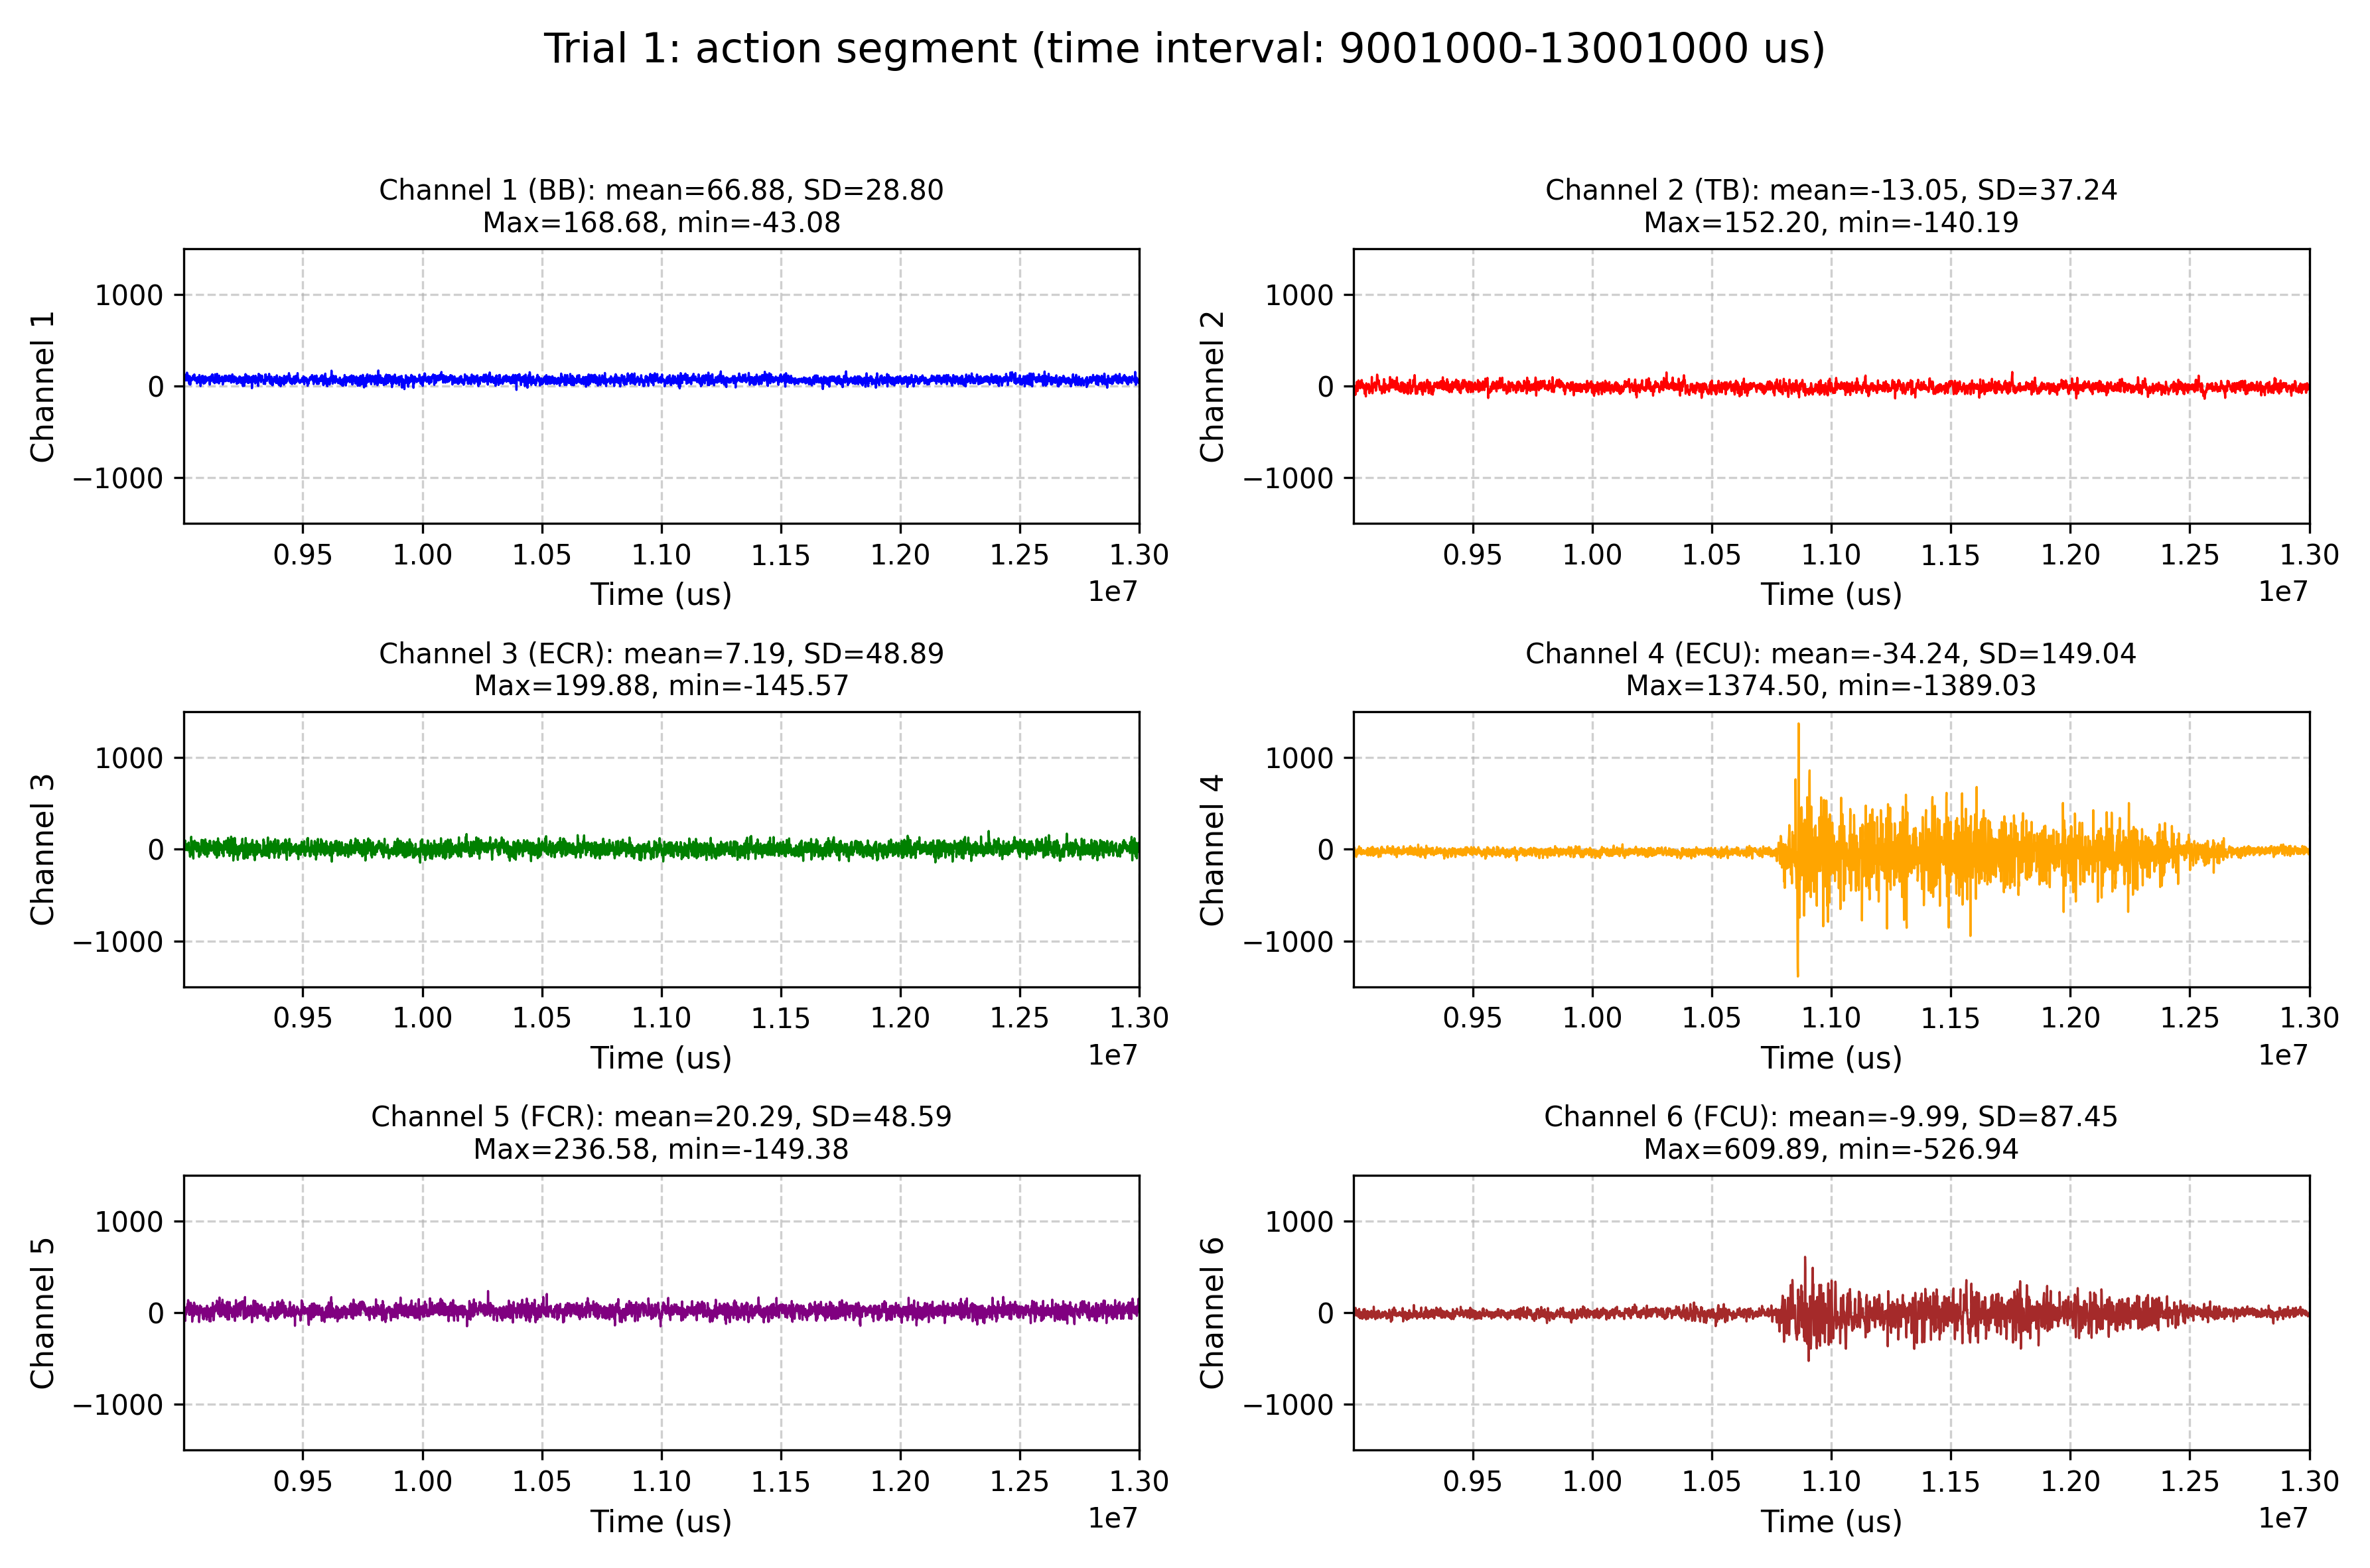 Trial 1: action segment (time interval: 9001000-13001000 us)
Channel 1 (BB): mean=66.88, SD=28.80
Max=168.68, min=-43.08
Channel 1
1000
0
−1000
0.95 1.00 1.05 1.10 1.15 1.20 1.25 1.30
Time (us)
1e7
Channel 2 (TB): mean=-13.05, SD=37.24
Max=152.20, min=-140.19
Channel 2
1000
0
−1000
0.95 1.00 1.05 1.10 1.15 1.20 1.25 1.30
Time (us)
1e7
Channel 3 (ECR): mean=7.19, SD=48.89
Max=199.88, min=-145.57
Channel 3
1000
0
−1000
0.95 1.00 1.05 1.10 1.15 1.20 1.25 1.30
Time (us)
1e7
Channel 4 (ECU): mean=-34.24, SD=149.04
Max=1374.50, min=-1389.03
Channel 4
1000
0
−1000
0.95 1.00 1.05 1.10 1.15 1.20 1.25 1.30
Time (us)
1e7
Channel 5 (FCR): mean=20.29, SD=48.59
Max=236.58, min=-149.38
Channel 5
1000
0
−1000
0.95 1.00 1.05 1.10 1.15 1.20 1.25 1.30
Time (us)
1e7
Channel 6 (FCU): mean=-9.99, SD=87.45
Max=609.89, min=-526.94
Channel 6
1000
0
−1000
0.95 1.00 1.05 1.10 1.15 1.20 1.25 1.30
Time (us)
1e7